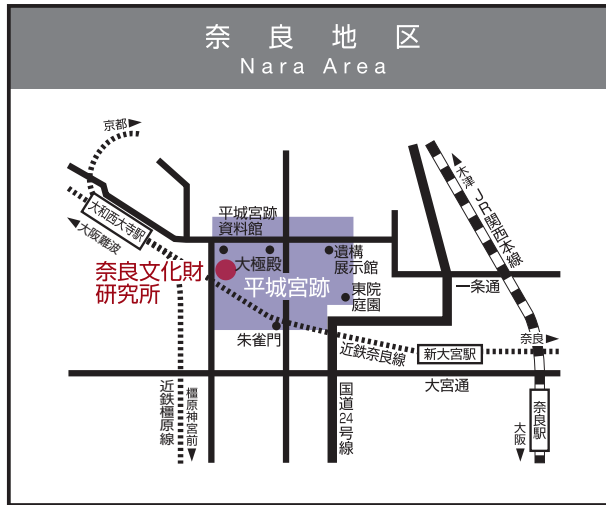 奈良地区
Nara Area
京都
木津
JR関西本線
大和西大寺駅
大阪難波
平城宮跡
資料館
大極殿
遺構
展示館
奈良文化財
研究所
平城宮跡
東院
庭園
一条通
朱雀門
近鉄奈良線
新大宮駅
奈良
大宮通
近鉄橿原線
橿原神宮前
国道24号線
奈良駅
大阪